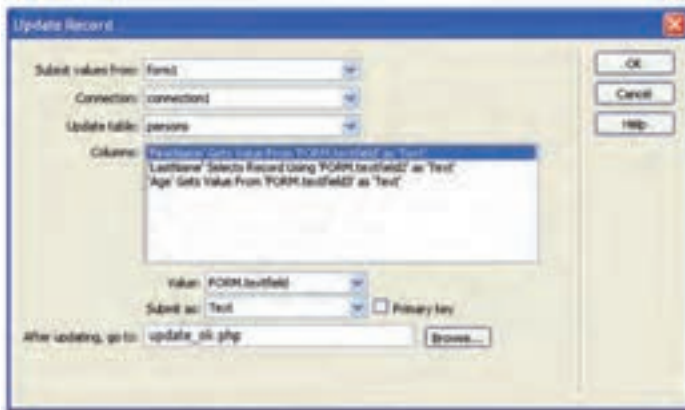 Update Record
Submit values from: form1
Connection: connection1
Update table: persons
Columns: 'FirstName' Gets Value From 'FORM.textfield' as 'Text'
'LastName' Selects Record Using 'FORM.textfield2' as 'Text'
'Age' Gets Value From 'FORM.textfield3' as 'Text'
Value: FORM.textfield
Submit as: Text
Primary key
After updating, go to: update_ok.php
Browse...
OK
Cancel
Help